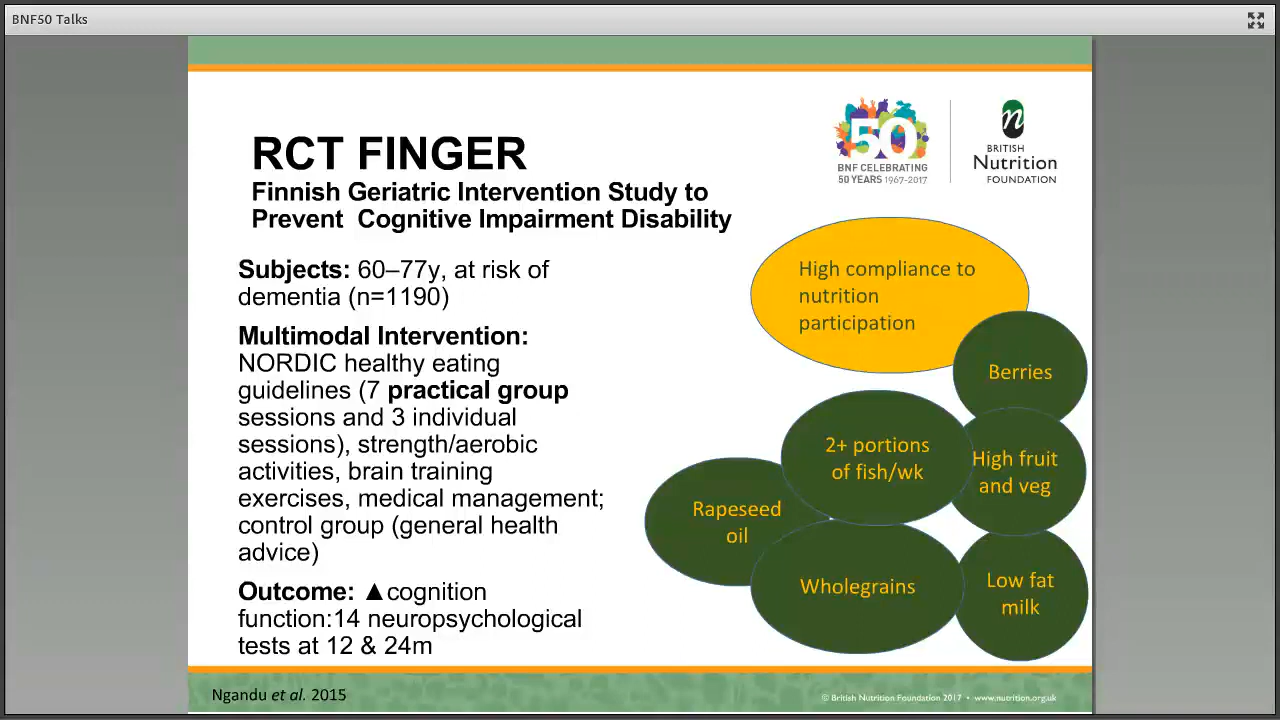 BNF50 Talks
50
BNF CELEBRATING
50 YEARS 1967-2017
n
BRITISH
Nutrition
FOUNDATION
RCT FINGER
Finnish Geriatric Intervention Study to
Prevent Cognitive Impairment Disability
Subjects: 60–77y, at risk of
dementia (n=1190)
Multimodal Intervention:
NORDIC healthy eating
guidelines (7 practical group
sessions and 3 individual
sessions), strength/aerobic
activities, brain training
exercises, medical management;
control group (general health
advice)
Outcome: ▲cognition
function:14 neuropsychological
tests at 12 & 24m
High compliance to
nutrition
participation
Berries
2+ portions
of fish/wk
High fruit
and veg
Rapeseed
oil
Wholegrains
Low fat
milk
Ngandu et al. 2015
© British Nutrition Foundation 2017 • www.nutrition.org.uk